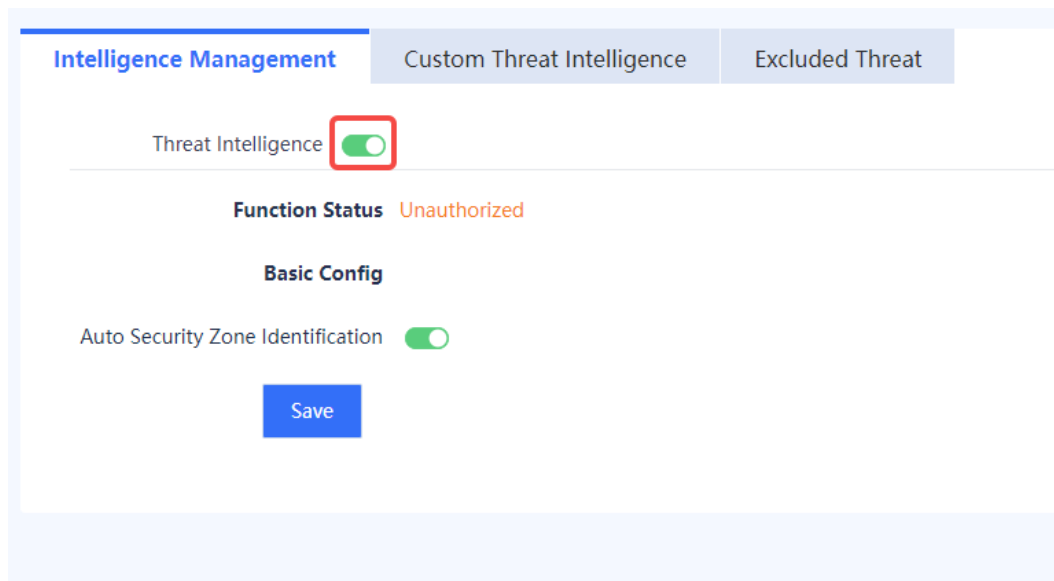 Intelligence Management Custom Threat Intelligence Excluded Threat
Threat Intelligence
Function Status Unauthorized
Basic Config
Auto Security Zone Identification
Save